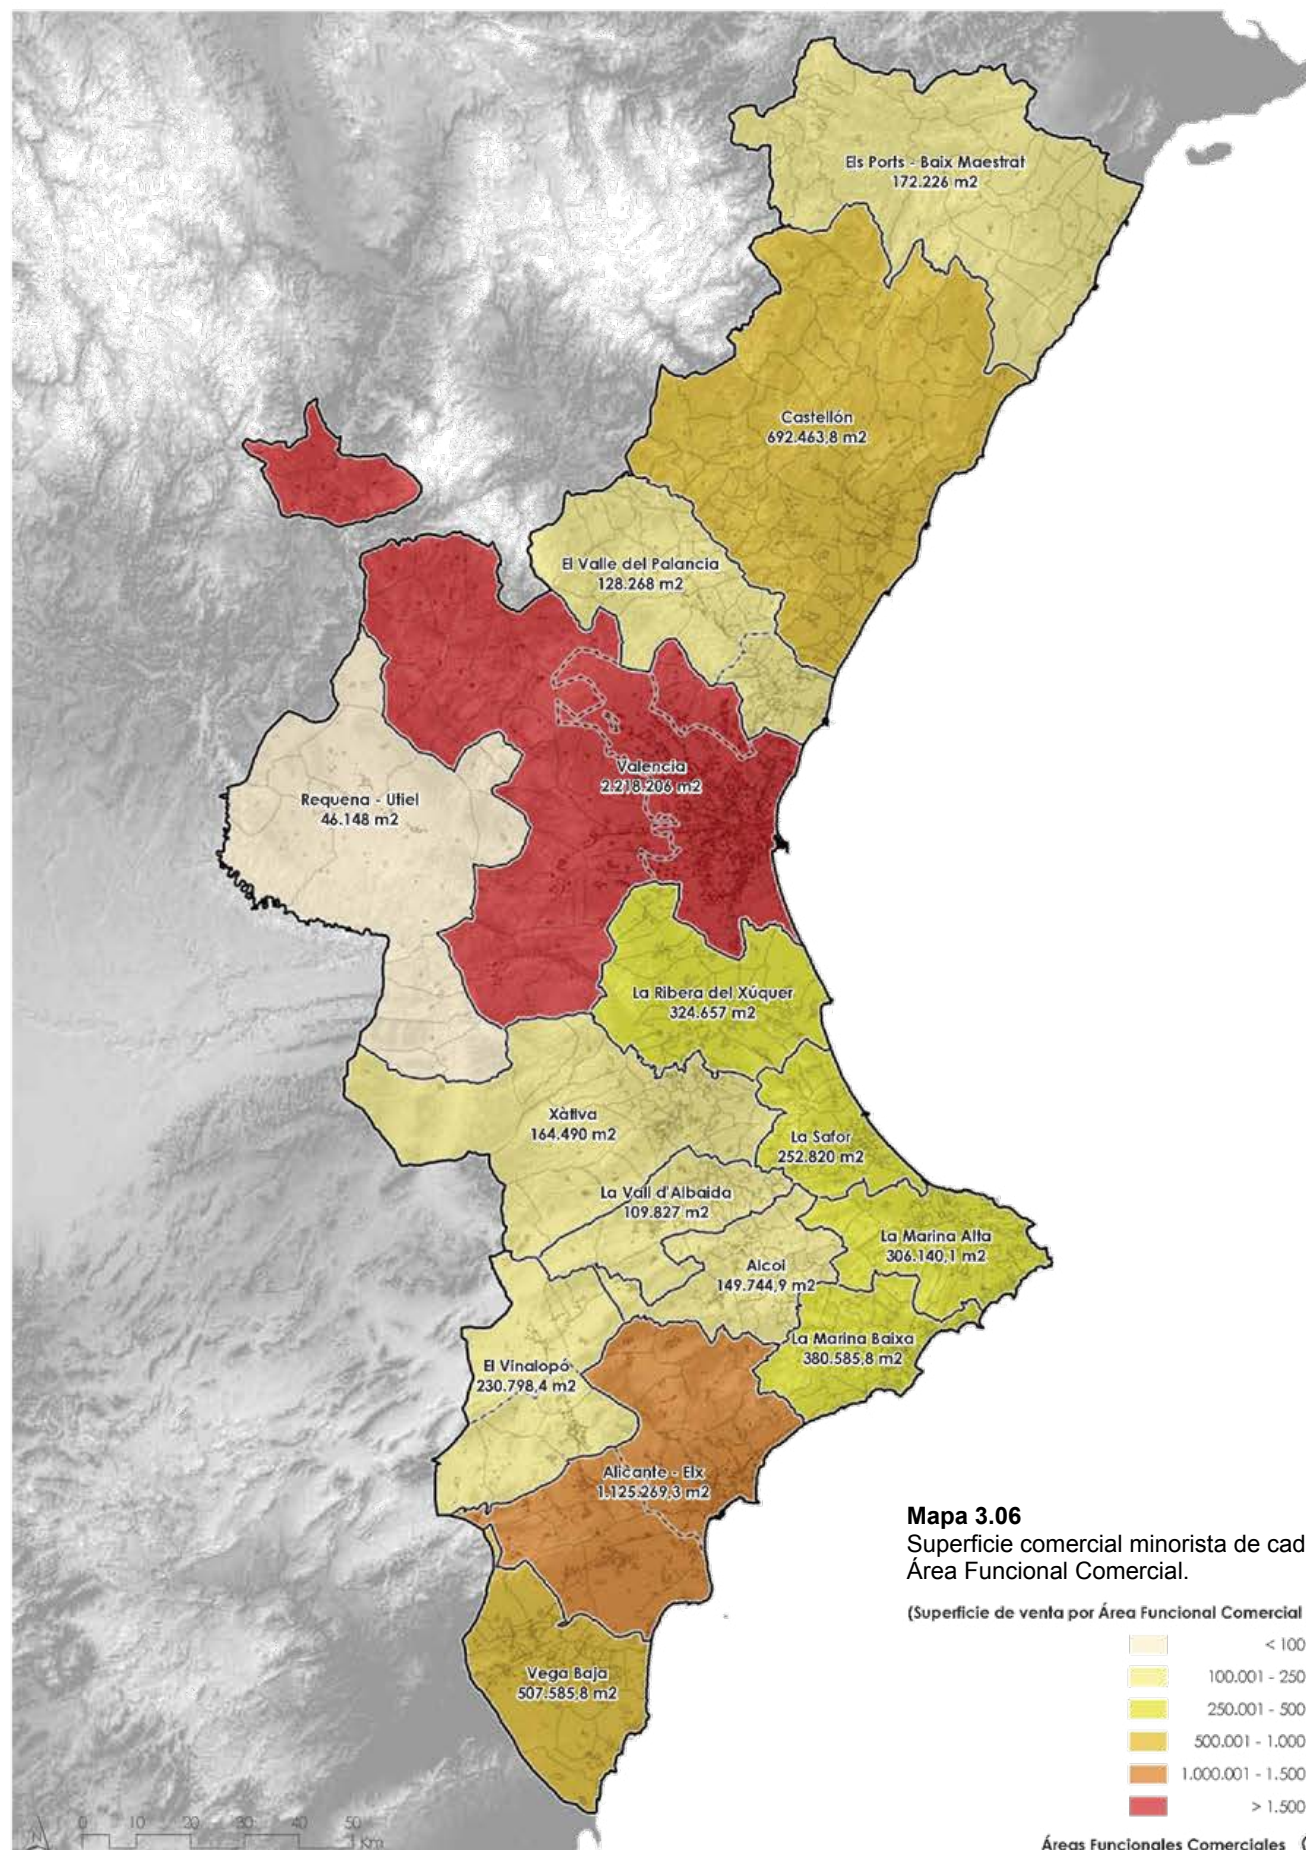 Els Ports - Baix Maestrat
172.226 m2
Castellón
692.463,8 m2
El Valle del Palancia
128.268 m2
Valencia
2.218.206 m2
Requena - Utiel
46.148 m2
La Ribera del Xúquer
324.657 m2
Xàtiva
164.490 m2
La Safor
252.820 m2
La Vall d'Albaida
109.827 m2
La Marina Alta
306.140,1 m2
Alcoi
149.744,9 m2
La Marina Baixa
380.585,8 m2
El Vinalopó
230.798,4 m2
Alicante - Elx
1.125.269,3 m2
Mapa 3.06
Superficie comercial minorista de cad
Área Funcional Comercial.
(Superficie de venta por Área Funcional Comercial
< 100
100.001 - 250
250.001 - 500
500.001 - 1.000
1.000.001 - 1.500
> 1.500
Vega Baja
507.585,8 m2
0 10 20 30 40 50
Km
N
Áreas Funcionales Comerciales